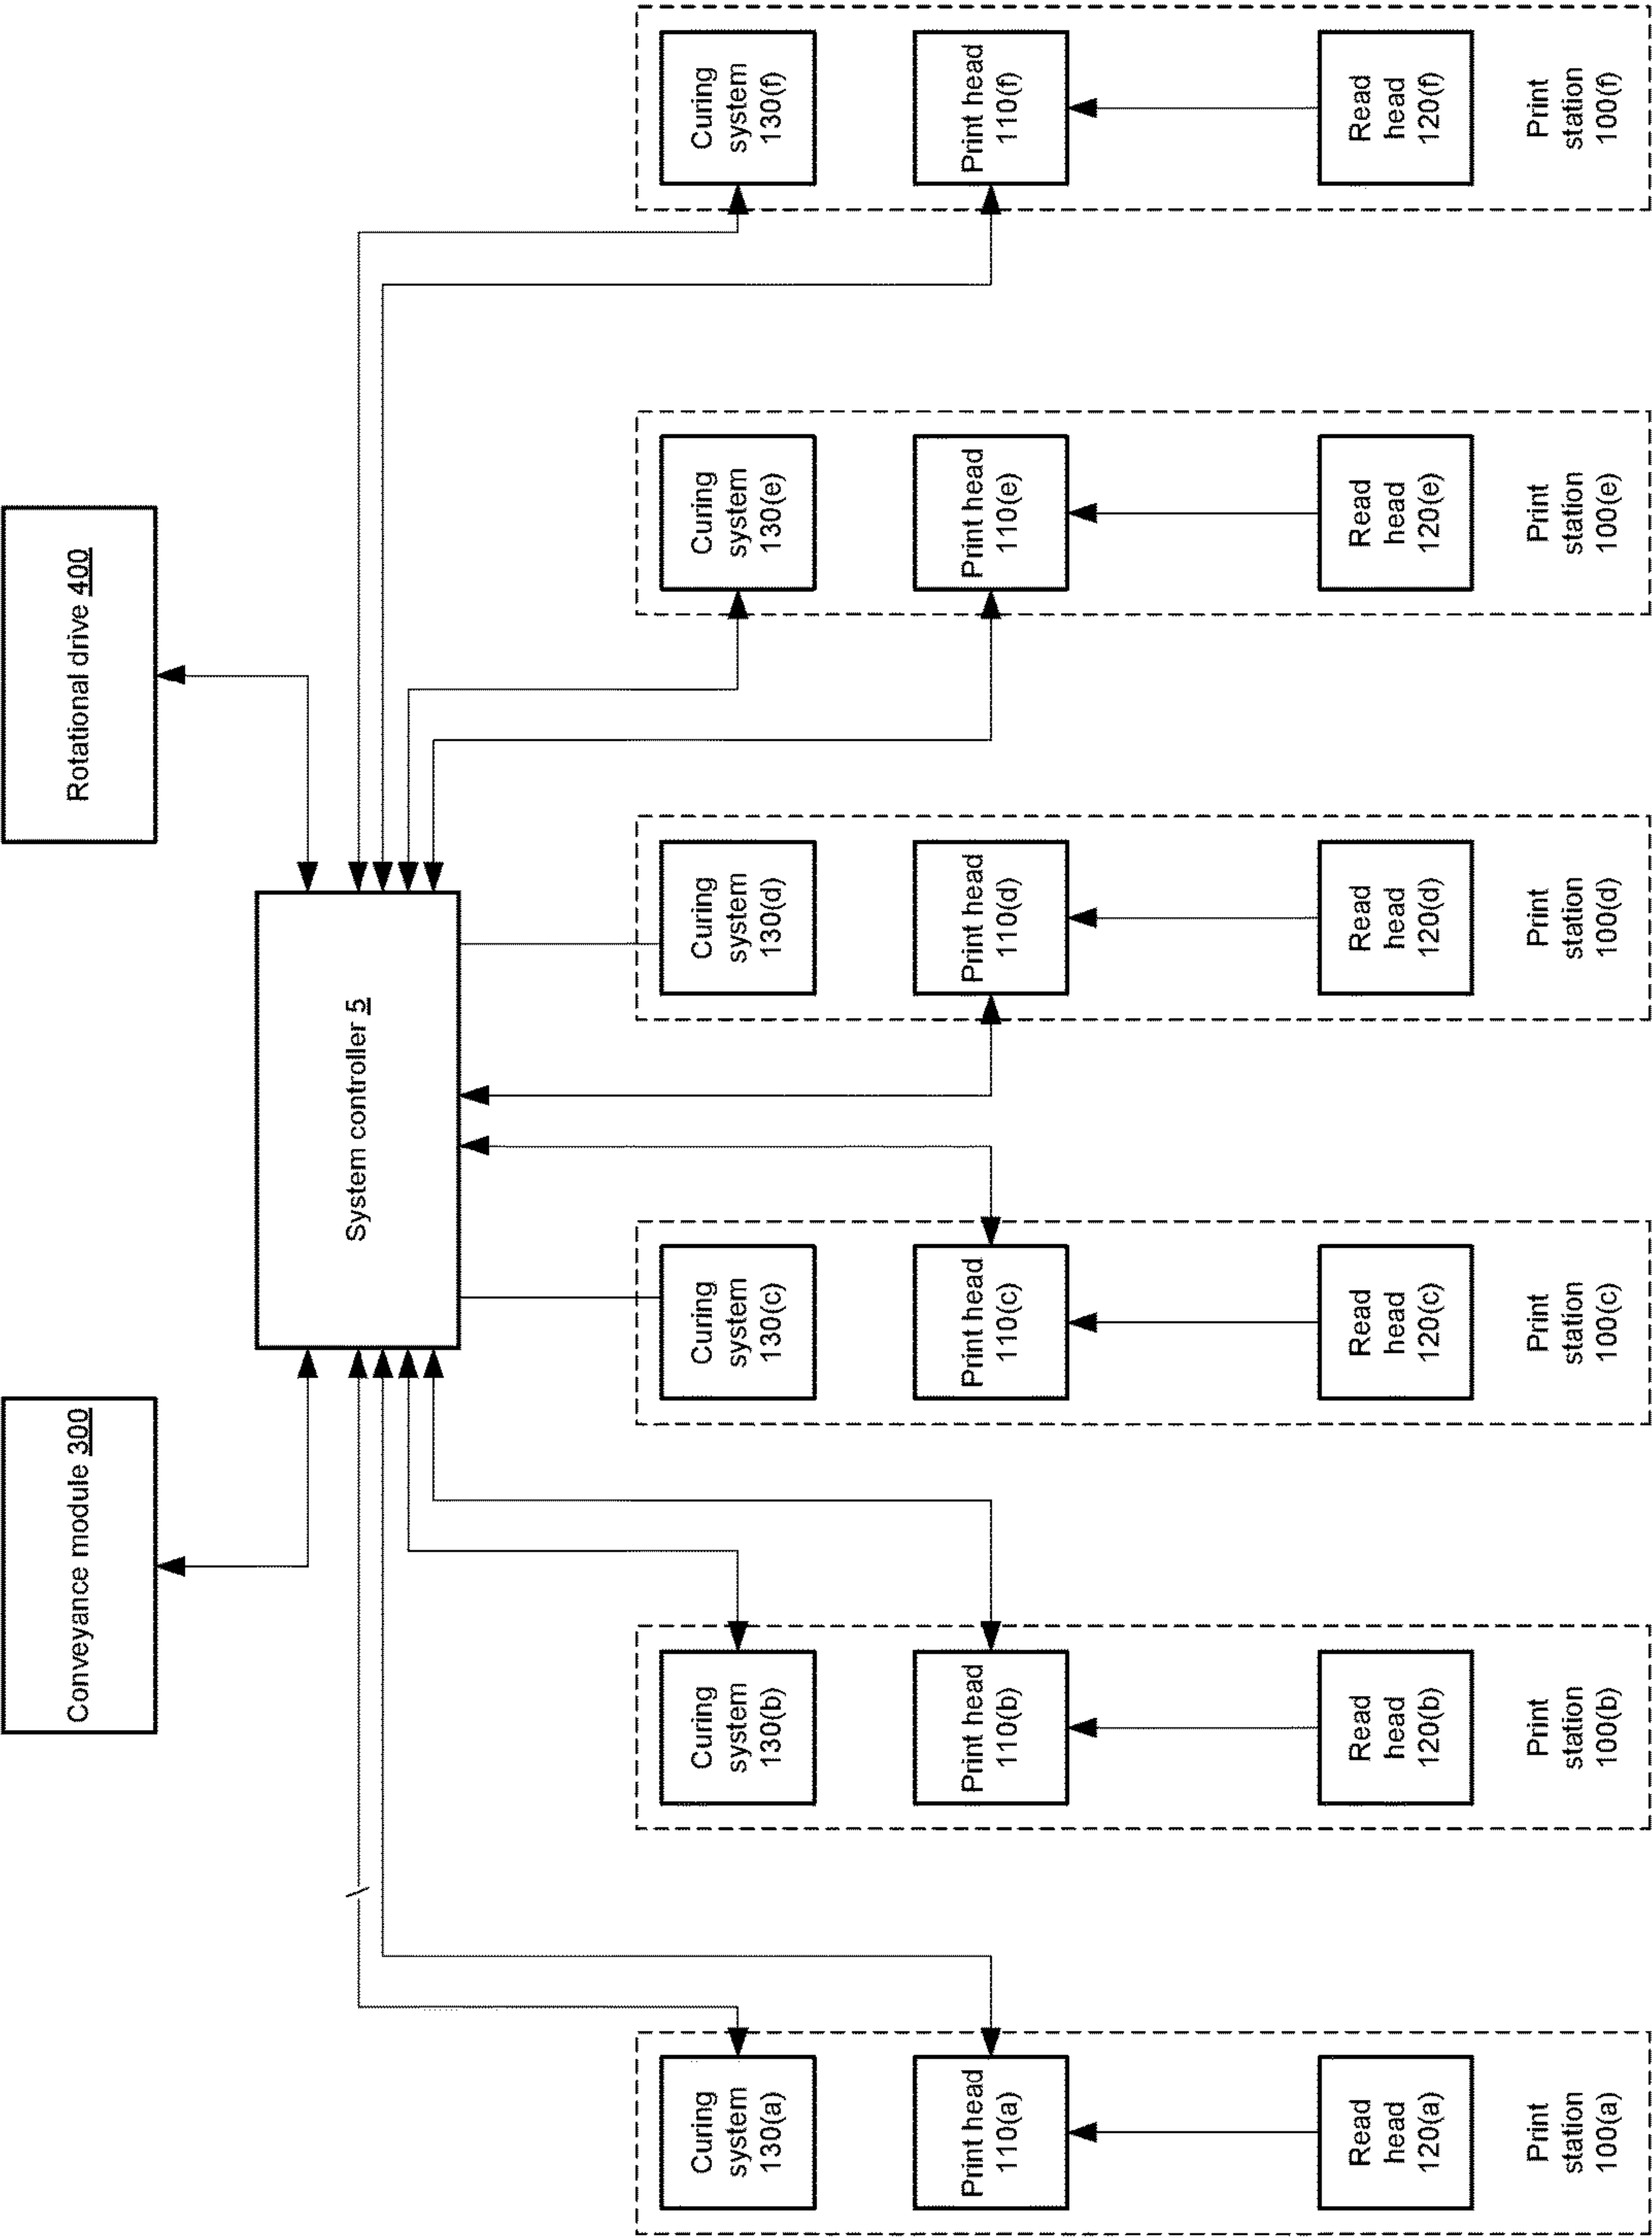 Conveyance module 300
Rotational drive 400
System controller 5
Curing
system
130(a)
Print head
110(a)
Read
head
120(a)
Print
station
100(a)
Curing
system
130(b)
Print head
110(b)
Read
head
120(b)
Print
station
100(b)
Curing
system
130(c)
Print head
110(c)
Read
head
120(c)
Print
station
100(c)
Curing
system
130(d)
Print head
110(d)
Read
head
120(d)
Print
station
100(d)
Curing
system
130(e)
Print head
110(e)
Read
head
120(e)
Print
station
100(e)
Curing
system
130(f)
Print head
110(f)
Read
head
120(f)
Print
station
100(f)